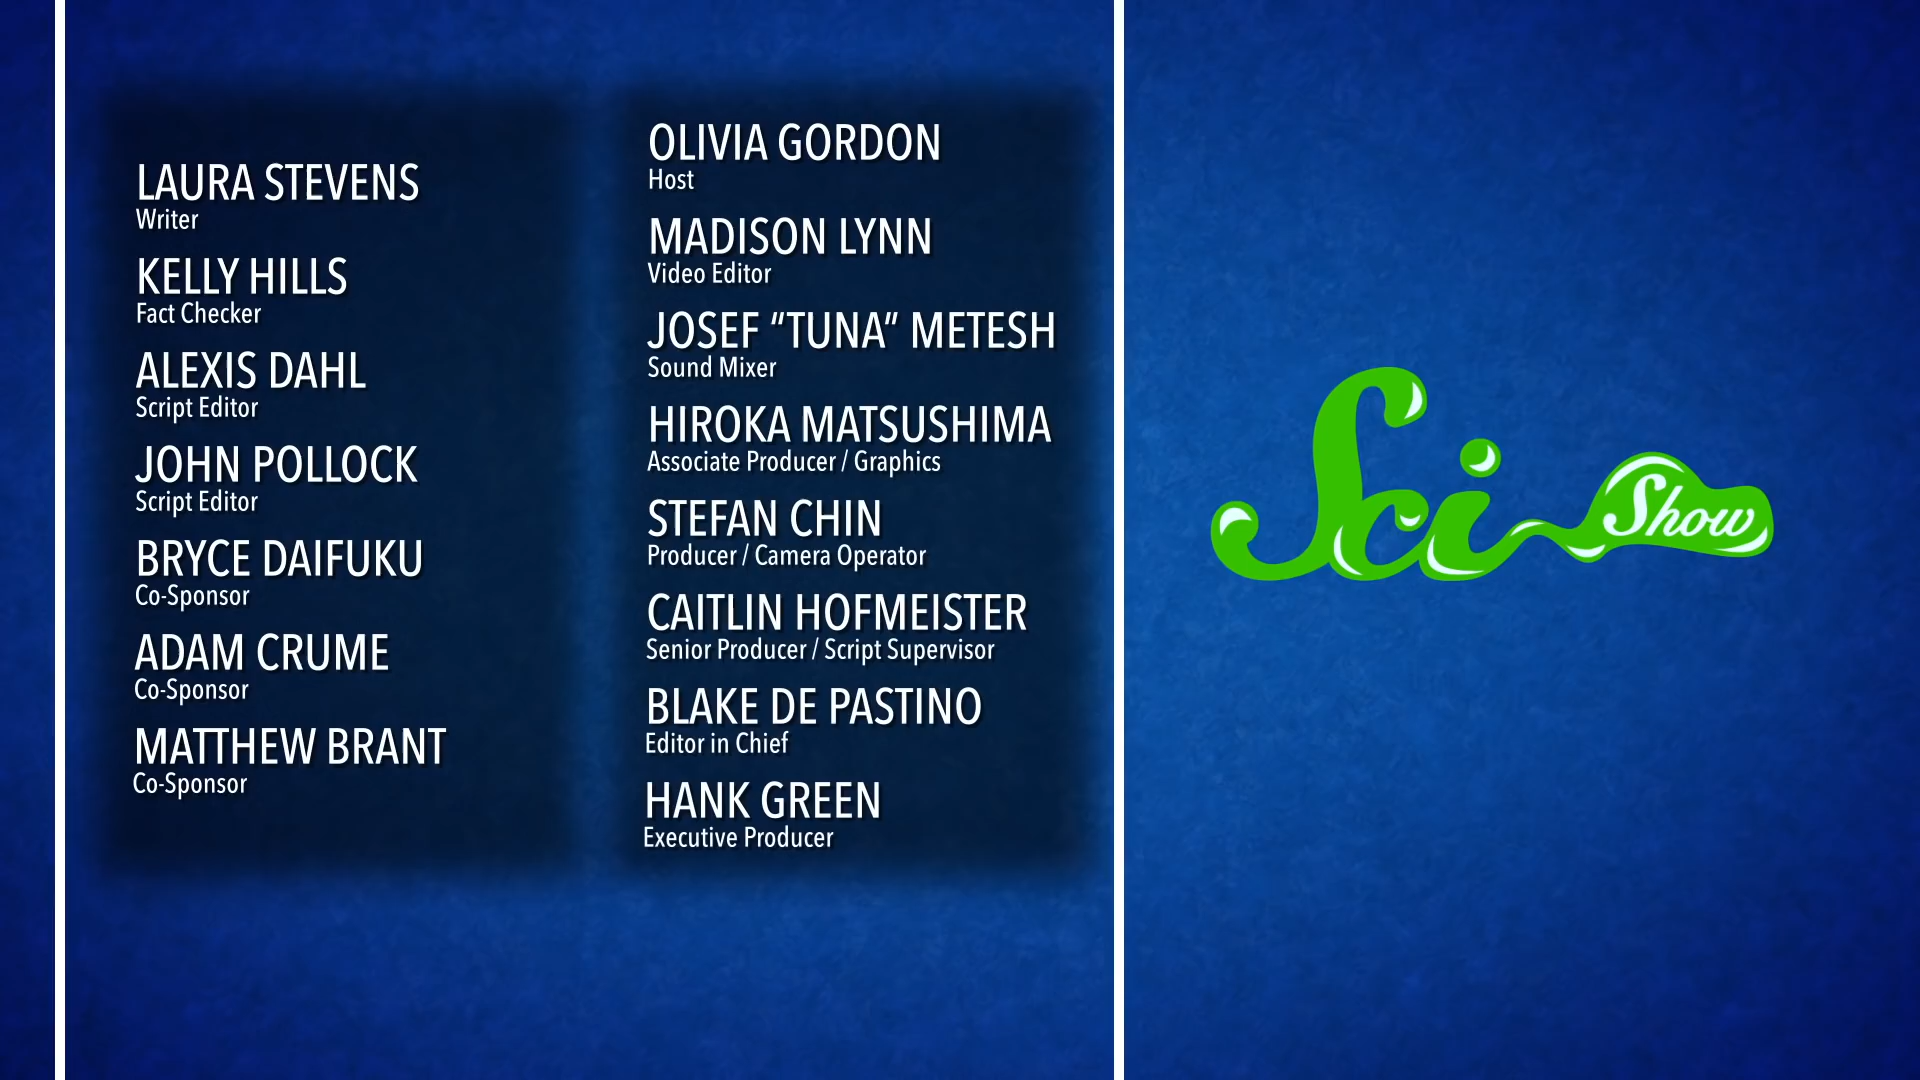 LAURA STEVENS
Writer
KELLY HILLS
Fact Checker
ALEXIS DAHL
Script Editor
JOHN POLLOCK
Script Editor
BRYCE DAIFUKU
Co-Sponsor
ADAM CRUME
Co-Sponsor
MATTHEW BRANT
Co-Sponsor
OLIVIA GORDON
Host
MADISON LYNN
Video Editor
JOSEF “TUNA” METESH
Sound Mixer
HIROKA MATSUSHIMA
Associate Producer / Graphics
STEFAN CHIN
Producer / Camera Operator
CAITLIN HOFMEISTER
Senior Producer / Script Supervisor
BLAKE DE PASTINO
Editor in Chief
HANK GREEN
Executive Producer
Sci Show